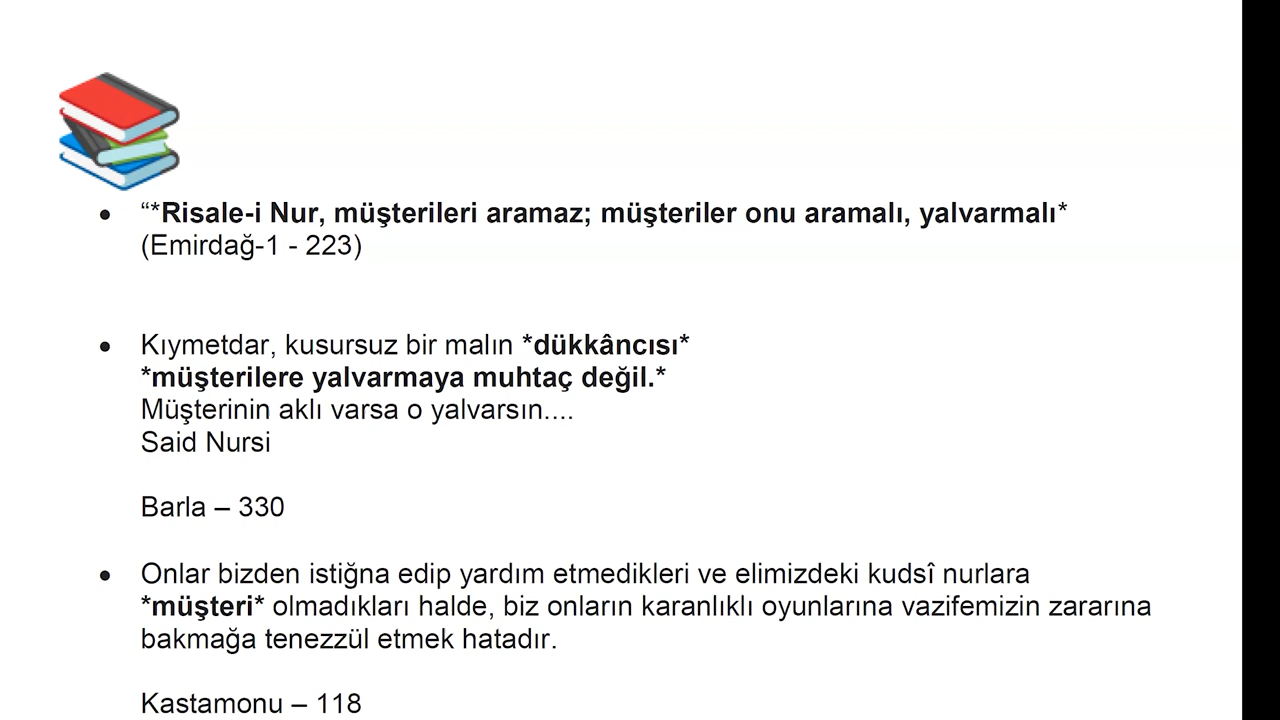 “*Risale-i Nur, müşterileri aramaz; müşteriler onu aramalı, yalvarmalı*
(Emirdağ-1 - 223)
Kıymetdar, kusursuz bir malın *dükkâncısı*
*müşterilere yalvarmaya muhtaç değil.*
Müşterinin aklı varsa o yalvarsın....
Said Nursi
Barla – 330
Onlar bizden istiğna edip yardım etmedikleri ve elimizdeki kudsî nurlara
*müşteri* olmadıkları halde, biz onların karanlıklı oyunlarına vazifemizin zararına
bakmağa tenezzül etmek hatadır.
Kastamonu – 118